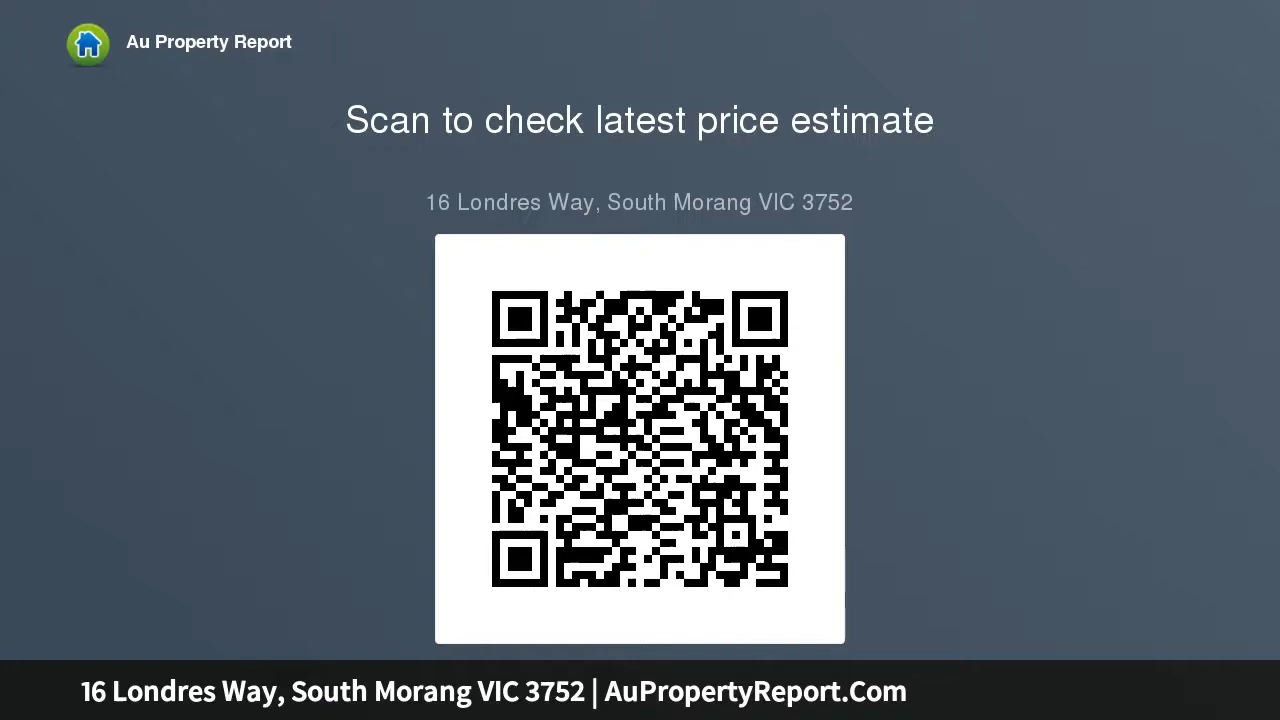 Au Property Report
Scan to check latest price estimate
16 Londres Way, South Morang VIC 3752
16 Londres Way, South Morang VIC 3752 | AuPropertyReport.Com